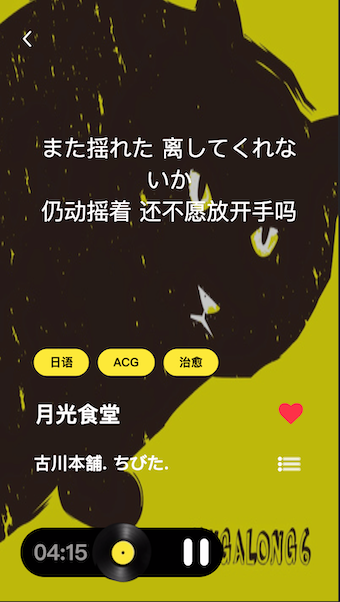 また揺れた 离してくれな
いか
仍动摇着 还不愿放开手吗
日语
ACG
治愈
月光食堂
古川本舗. ちびた.
04:15
GALONG6